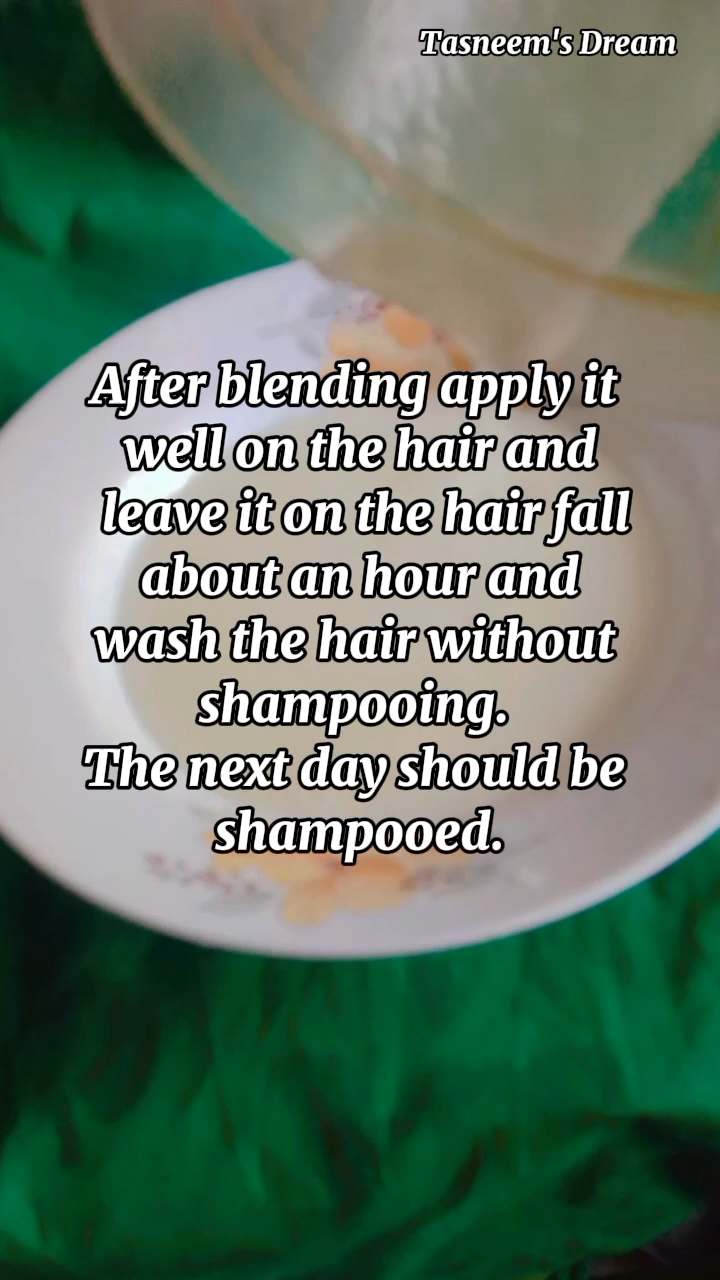 Tasneem's Dream
After blending apply it
well on the hair and
leave it on the hair fall
about an hour and
wash the hair without
shampooing.
The next day should be
shampooed.